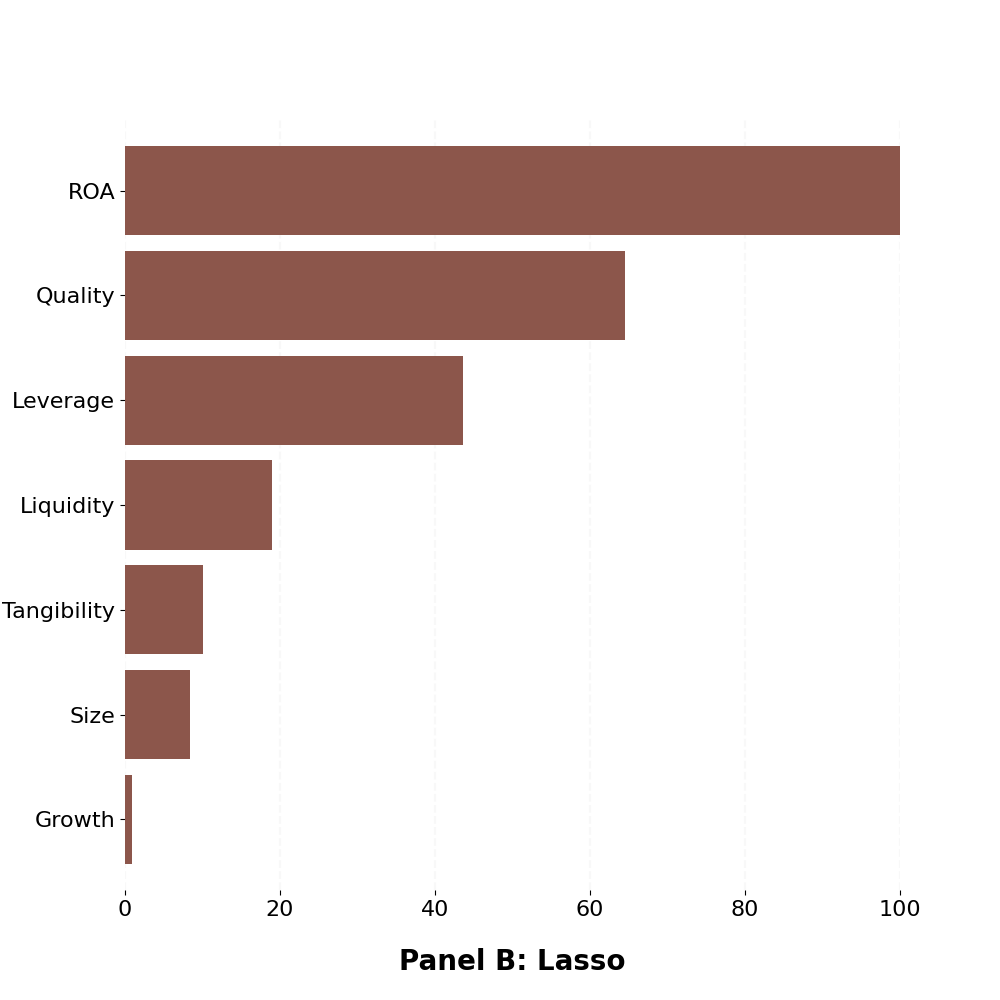 ROA
Quality
Leverage
Liquidity
Tangibility
Size
Growth
0 20 40 60 80 100
Panel B: Lasso